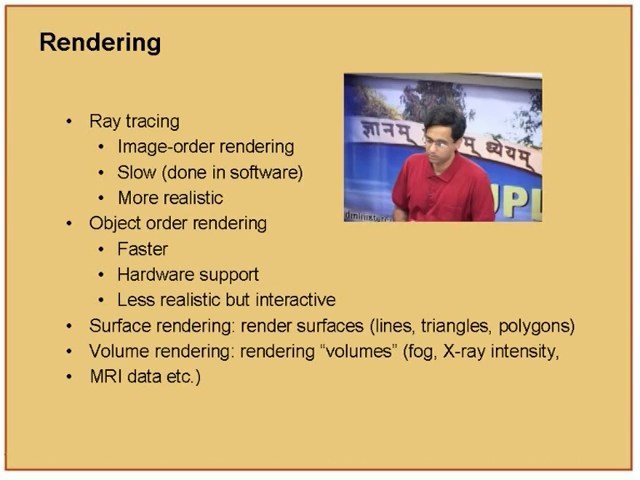 Rendering
• Ray tracing
• Image-order rendering
• Slow (done in software)
• More realistic
• Object order rendering
• Faster
• Hardware support
• Less realistic but interactive
• Surface rendering: render surfaces (lines, triangles, polygons)
• Volume rendering: rendering “volumes” (fog, X-ray intensity,
• MRI data etc.)
ज्ञानम् ध्येयम्